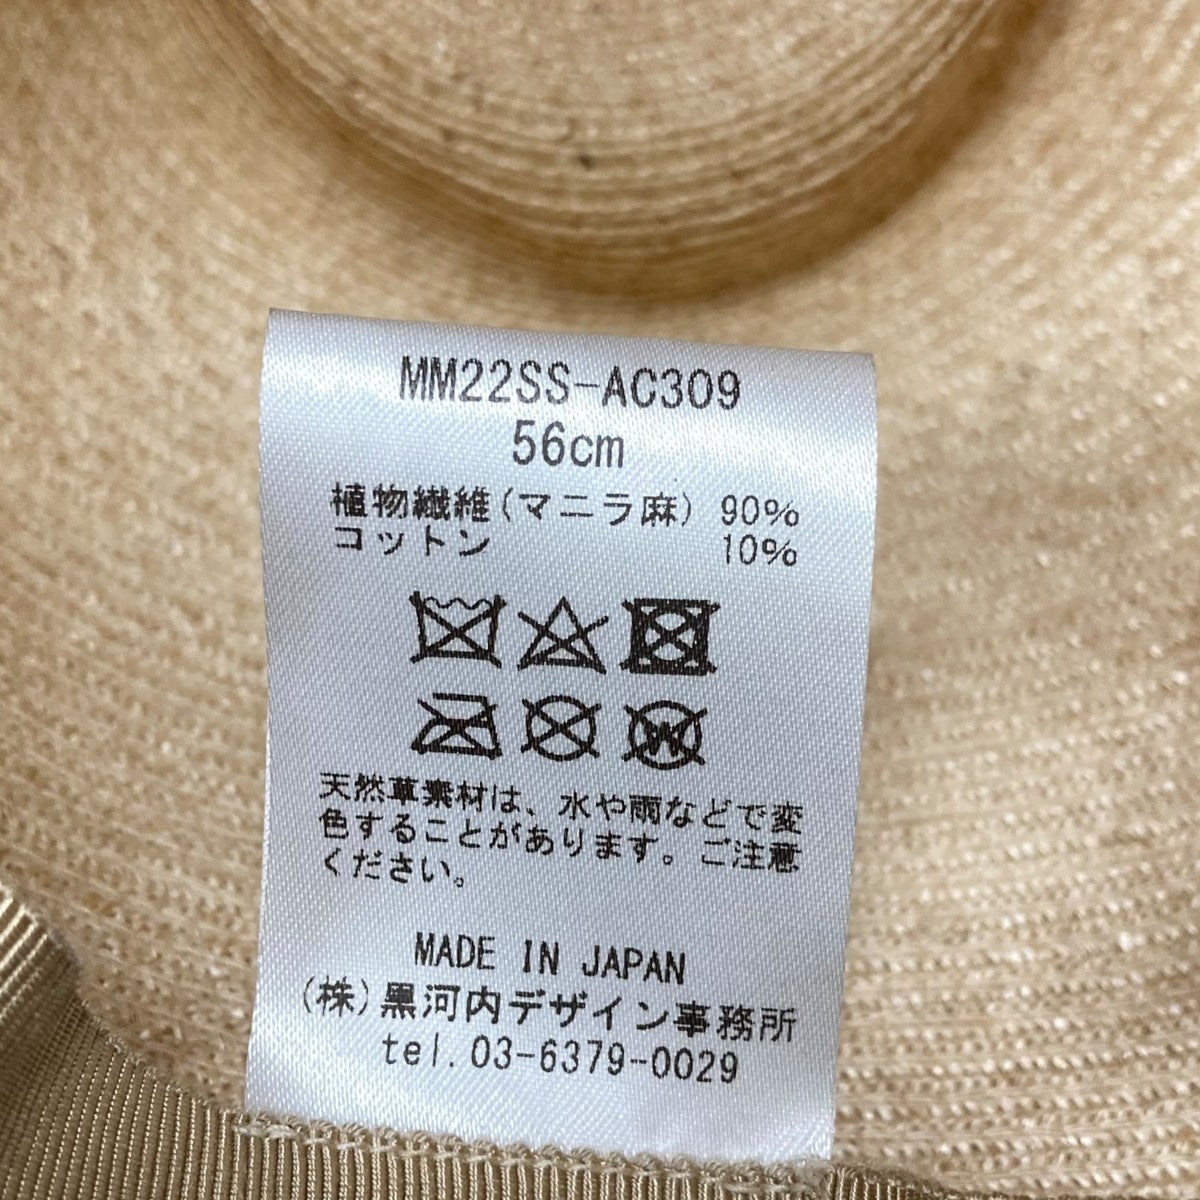 MM22SS-AC309
56cm
植物繊維(マニラ麻) 90%
コットン 10%
W
天然草素材は、水や雨などで変
色することがあります。ご注意
ください。
MADE IN JAPAN
(株)黒河内デザイン事務所
tel.03-6379-0029